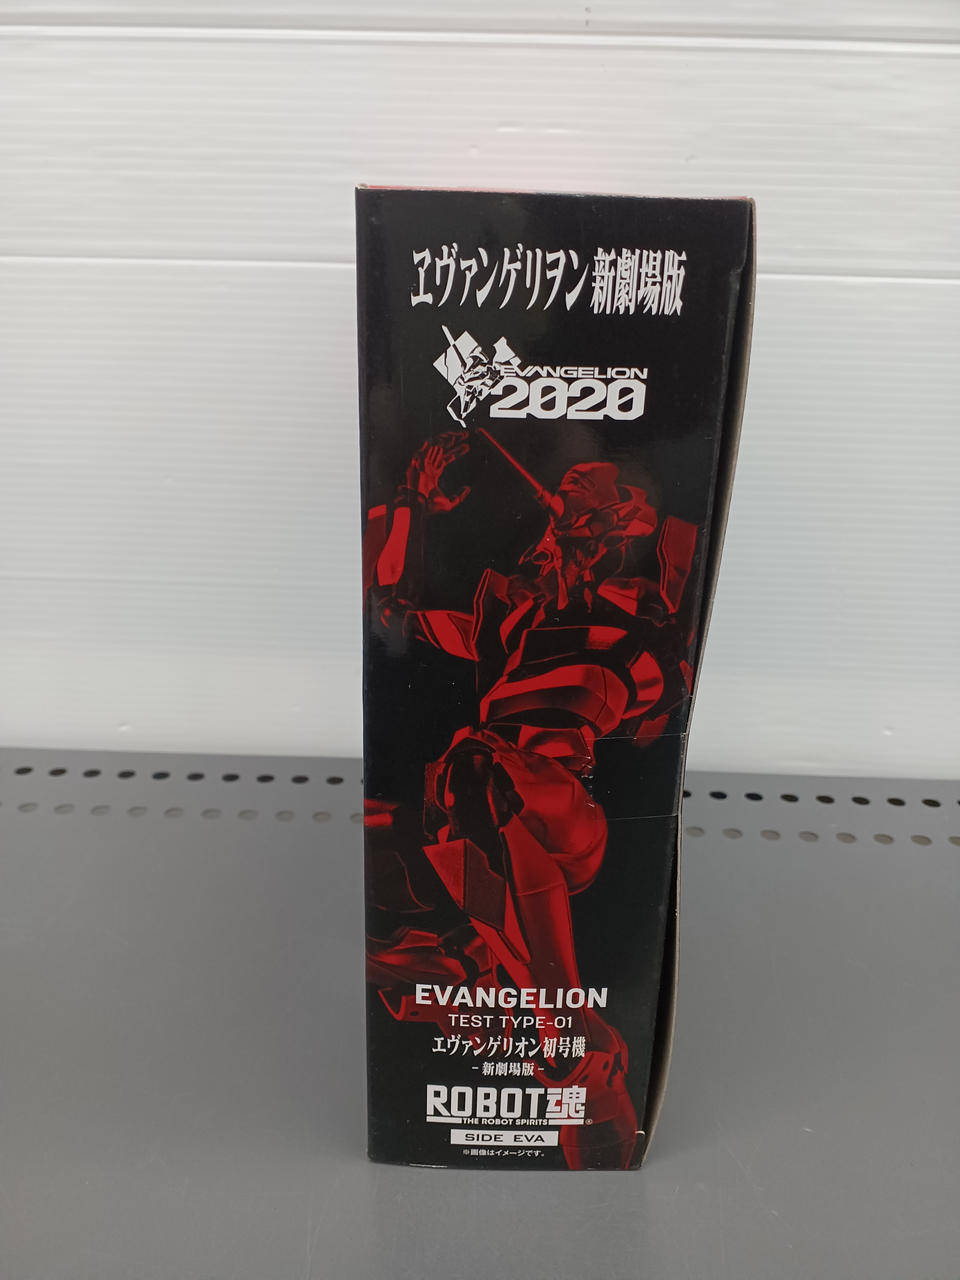 ヱヴァンゲリヲン新劇場版
EVANGELION
2020
EVANGELION
TEST TYPE-01
エヴァンゲリオン初号機
-新劇場版-
ROBOT魂
THE ROBOT SPIRITS ®
SIDE EVA
※画像はイメージです。